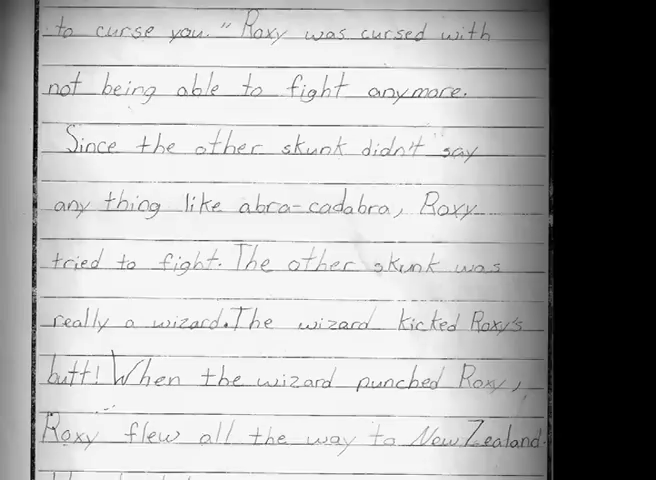 to curse you." Roxy was cursed with
not being able to fight anymore.
Since the other skunk didn't say
any thing like abra-cadabra, Roxy
tried to fight. The other skunk was
really a wizard. The wizard kicked Roxy's
butt! When the wizard punched Roxy,
Roxy flew all the way to New Zealand.